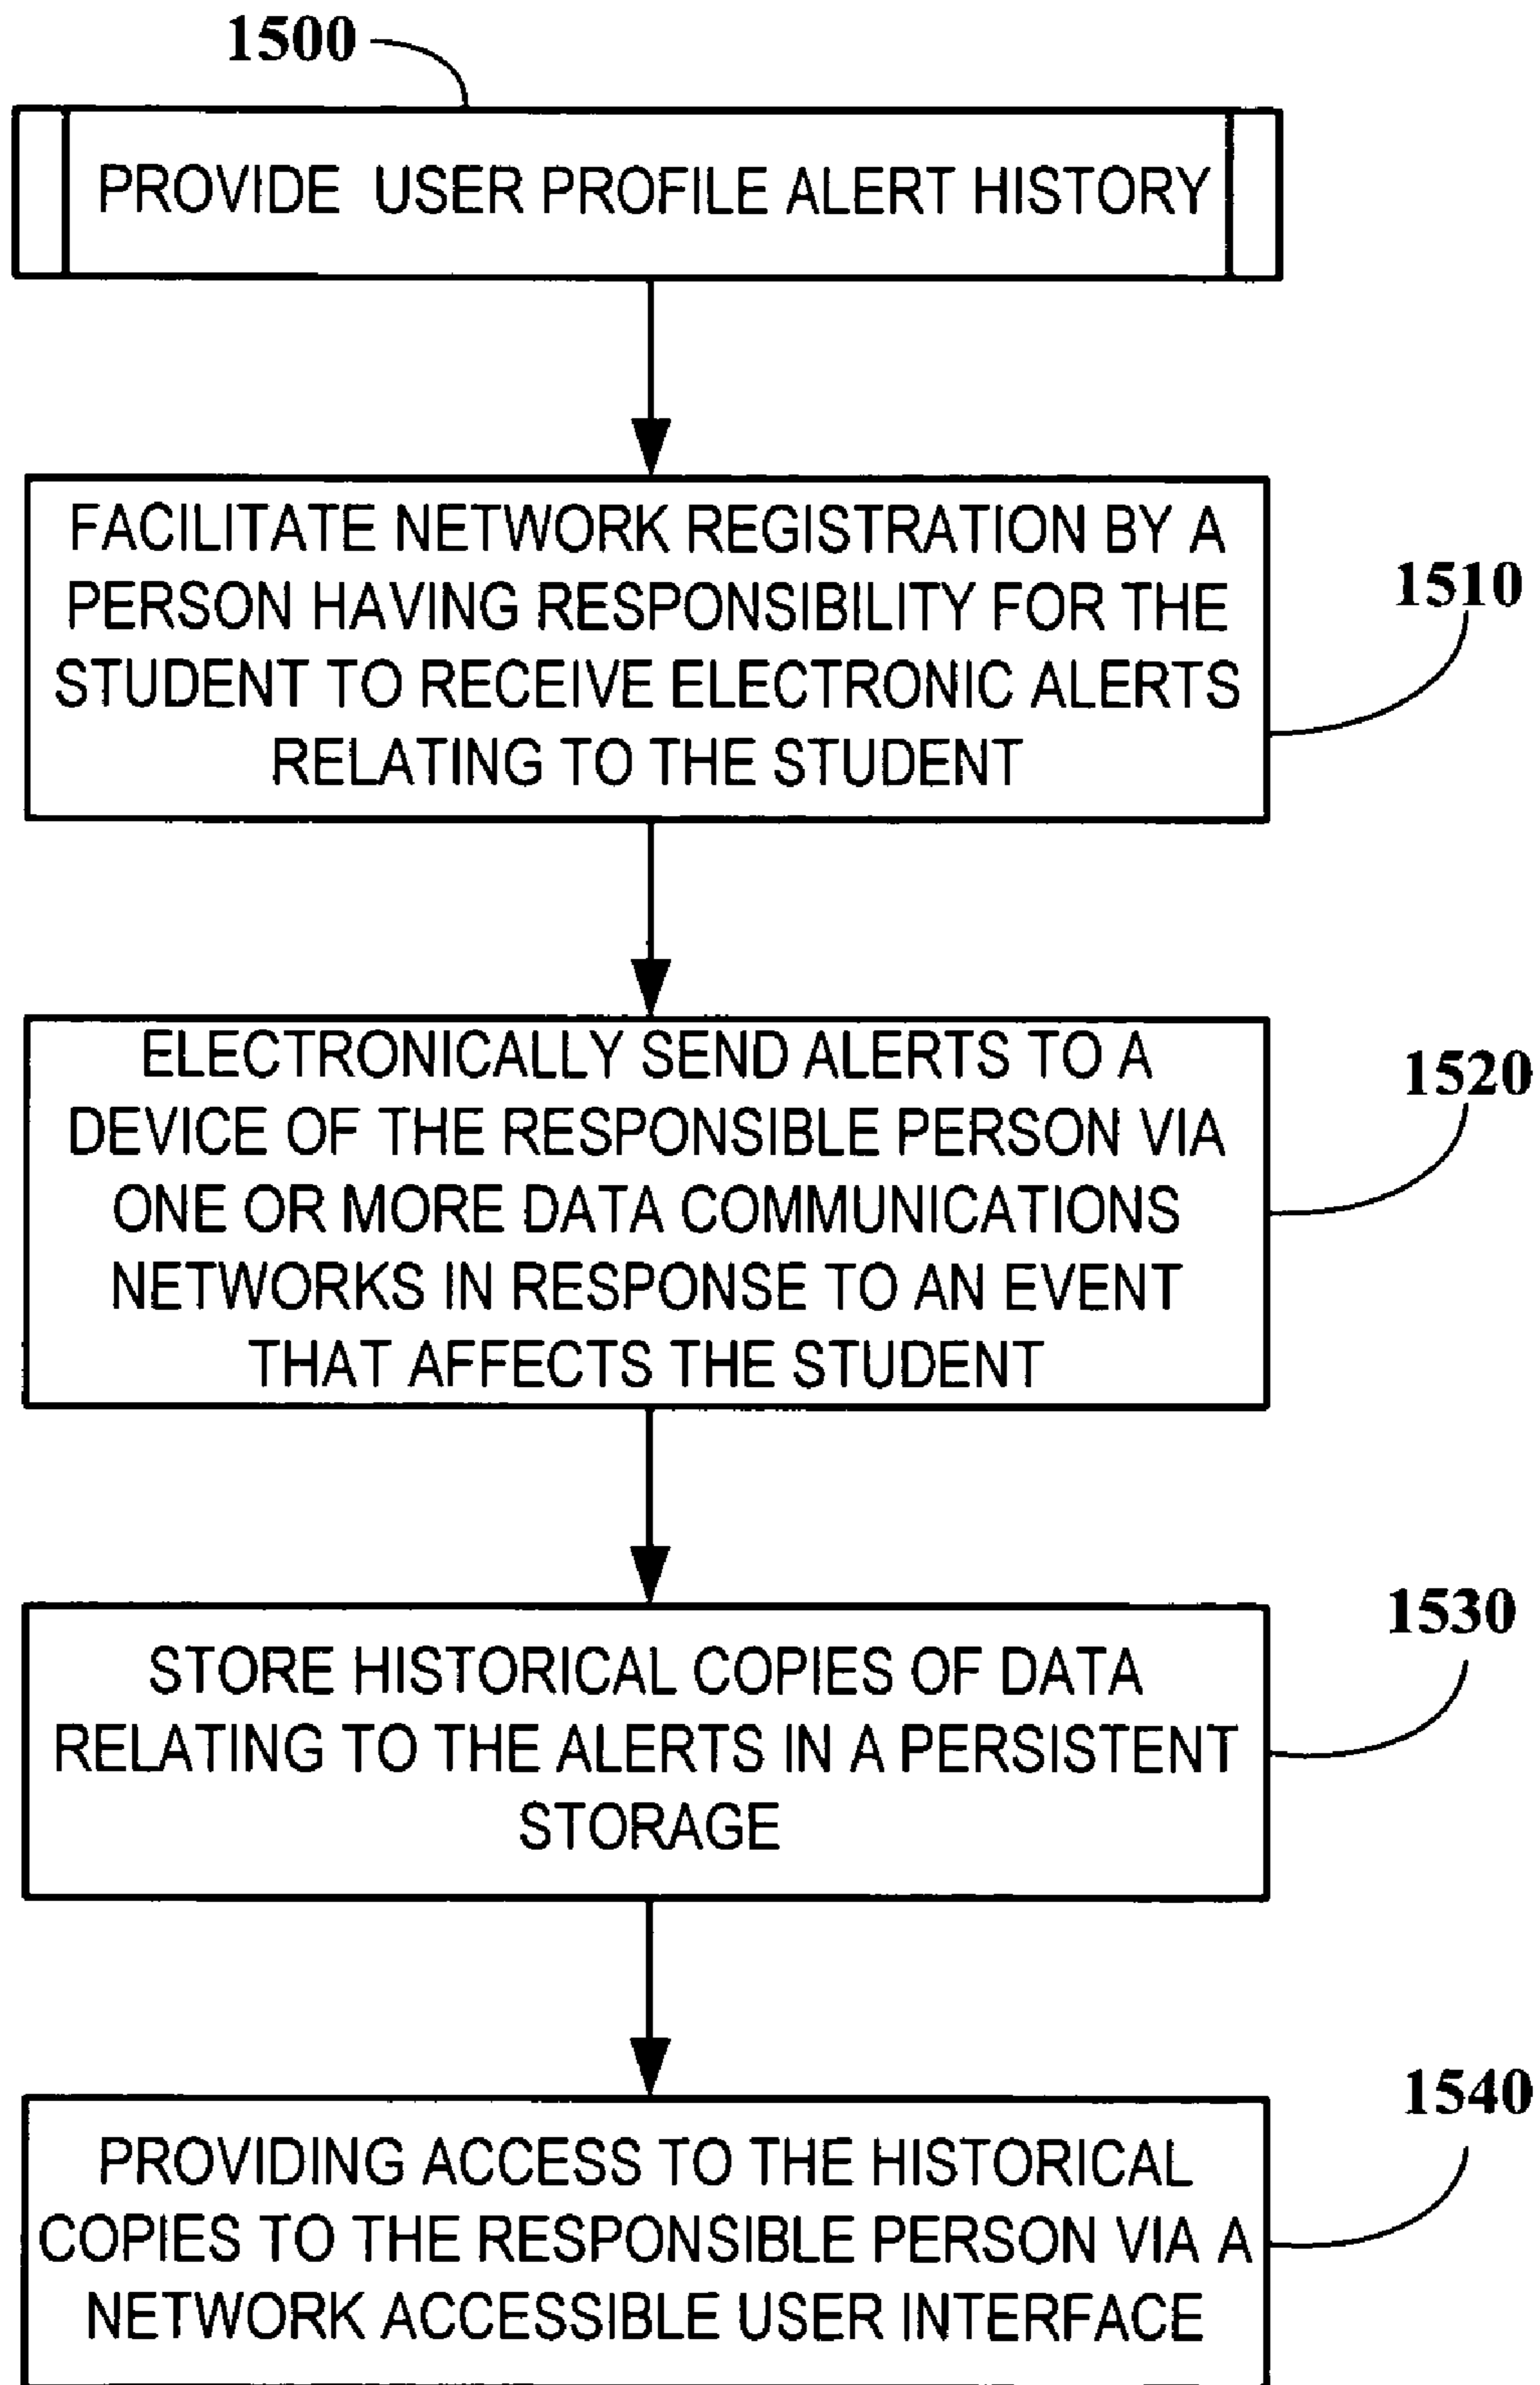 1500
PROVIDE USER PROFILE ALERT HISTORY
FACILITATE NETWORK REGISTRATION BY A
PERSON HAVING RESPONSIBILITY FOR THE
STUDENT TO RECEIVE ELECTRONIC ALERTS
RELATING TO THE STUDENT
1510
ELECTRONICALLY SEND ALERTS TO A
DEVICE OF THE RESPONSIBLE PERSON VIA
ONE OR MORE DATA COMMUNICATIONS
NETWORKS IN RESPONSE TO AN EVENT
THAT AFFECTS THE STUDENT
1520
STORE HISTORICAL COPIES OF DATA
RELATING TO THE ALERTS IN A PERSISTENT
STORAGE
1530
PROVIDING ACCESS TO THE HISTORICAL
COPIES TO THE RESPONSIBLE PERSON VIA A
NETWORK ACCESSIBLE USER INTERFACE
1540